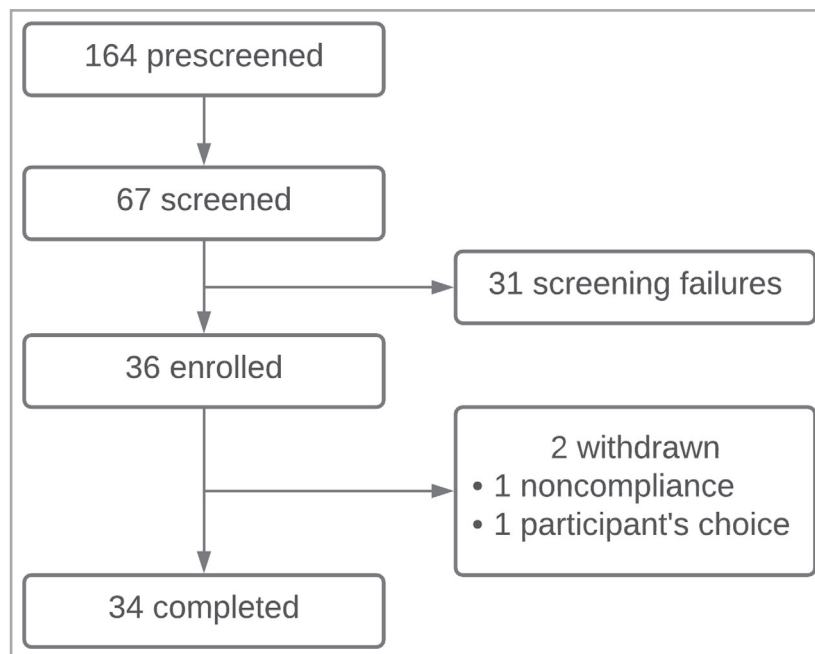 164 prescreened
67 screened
31 screening failures
36 enrolled
2 withdrawn
• 1 noncompliance
• 1 participant's choice
34 completed